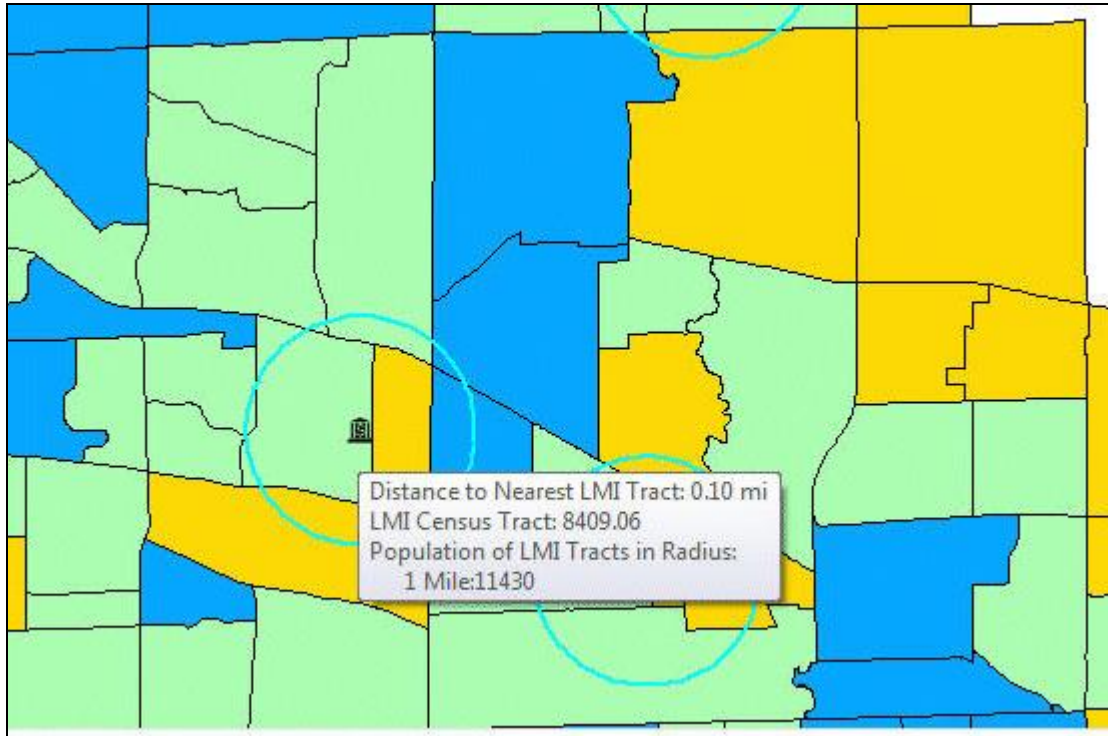 Distance to Nearest LMI Tract: 0.10 mi
LMI Census Tract: 8409.06
Population of LMI Tracts in Radius:
1 Mile:11430